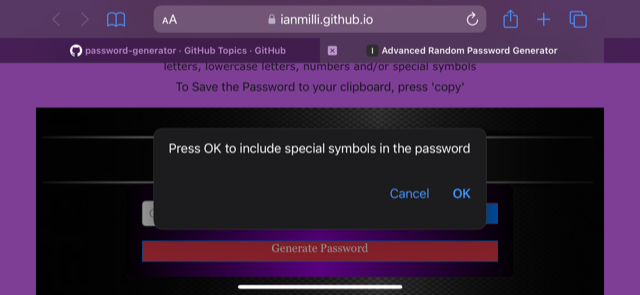 AA
ianmilli.github.io
password-generator · GitHub Topics · GitHub
I Advanced Random Password Generator
letters, lowercase letters, numbers and/or special symbols
To Save the Password to your clipboard, press 'copy'
Press OK to include special symbols in the password
Cancel OK
Generate Password